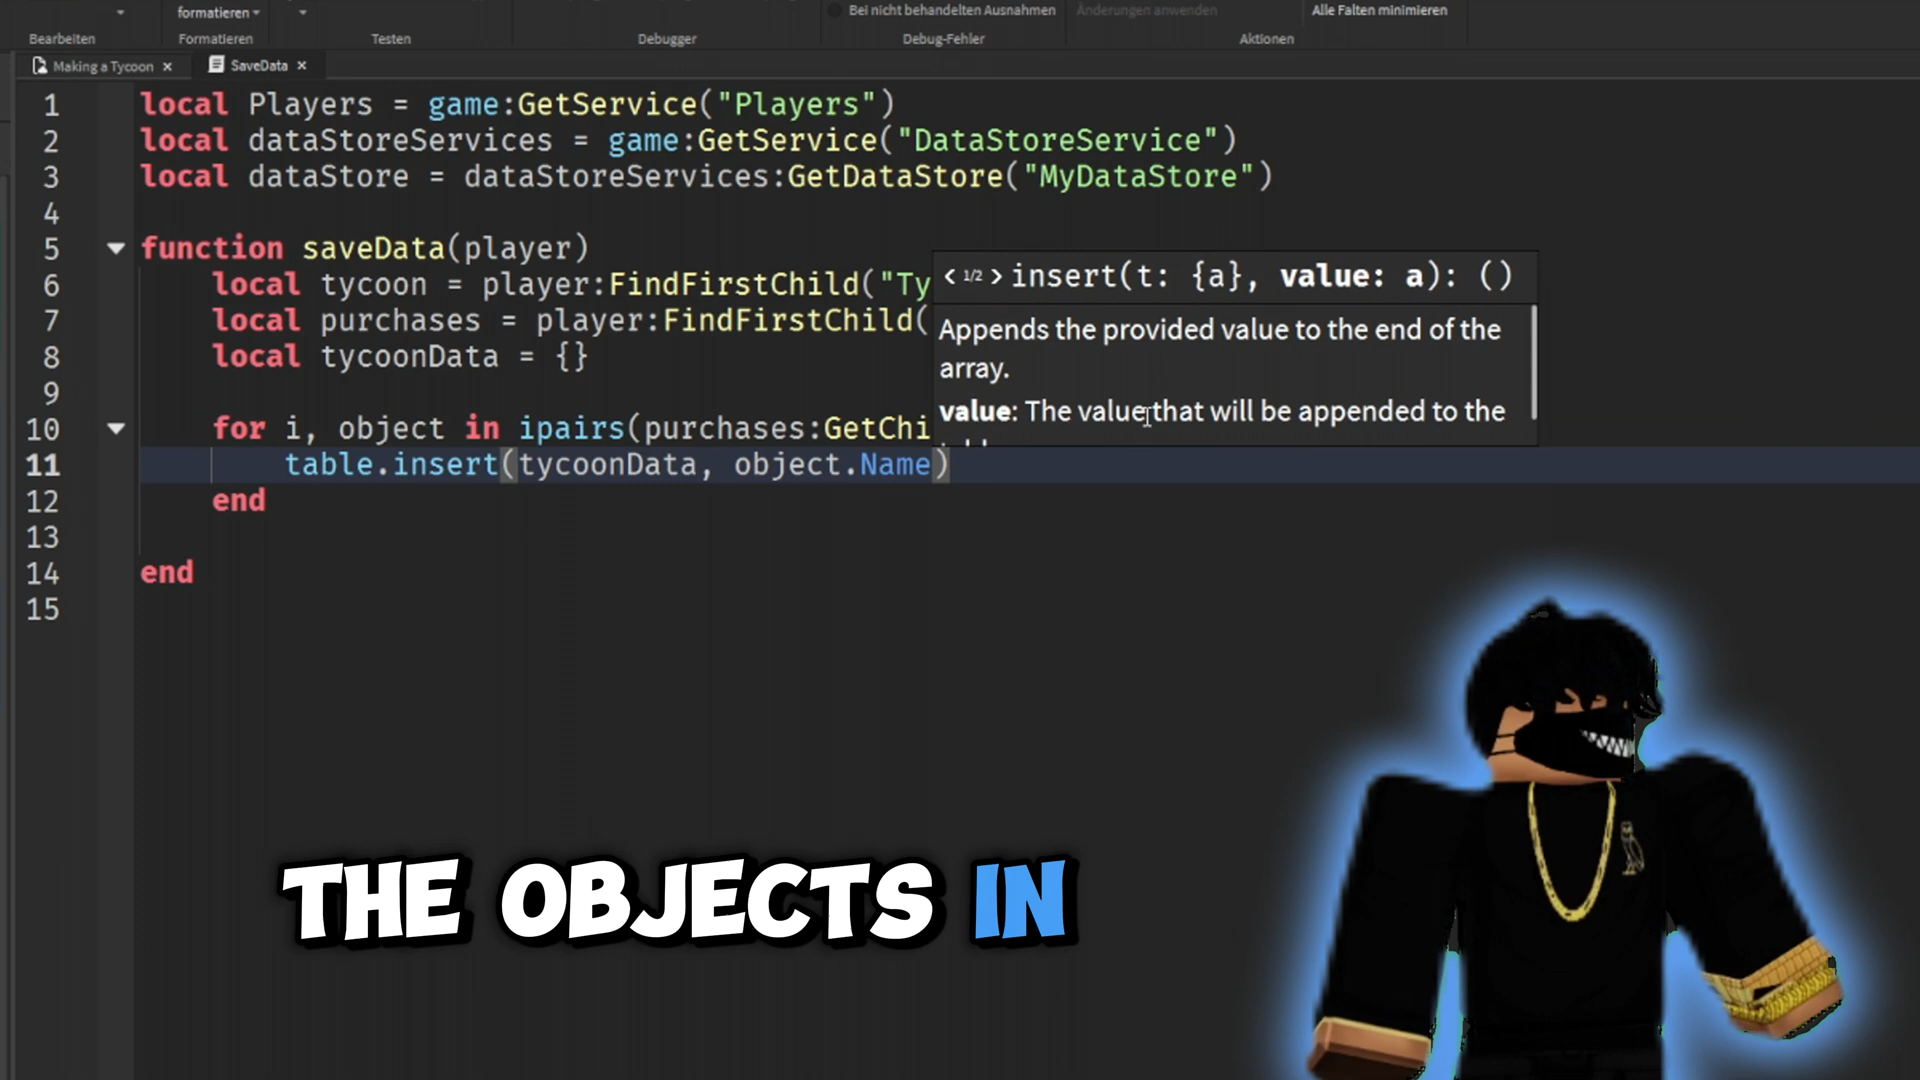 Bei nicht behandelten Ausnahmen
Änderungen anwenden
Alle Falten minimieren
formatieren
Bearbeiten
Formatieren
Testen
Debugger
Debug-Fehler
Aktionen
Making a Tycoon ×
SaveData ×
1 local Players = game:GetService("Players")
2 local dataStoreServices = game:GetService("DataStoreService")
3 local dataStore = dataStoreServices:GetDataStore("MyDataStore")
4
5 function saveData(player)
6 local tycoon = player:FindFirstChild("Ty
7 local purchases = player:FindFirstChild(
8 local tycoonData = {}
9
10 for i, object in ipairs(purchases:GetChi
11 table.insert(tycoonData, object.Name)
12 end
13
14 end
15
< 1/2 > insert(t: {a}, value: a): ()
Appends the provided value to the end of the
array.
value: The value that will be appended to the
THE OBJECTS IN